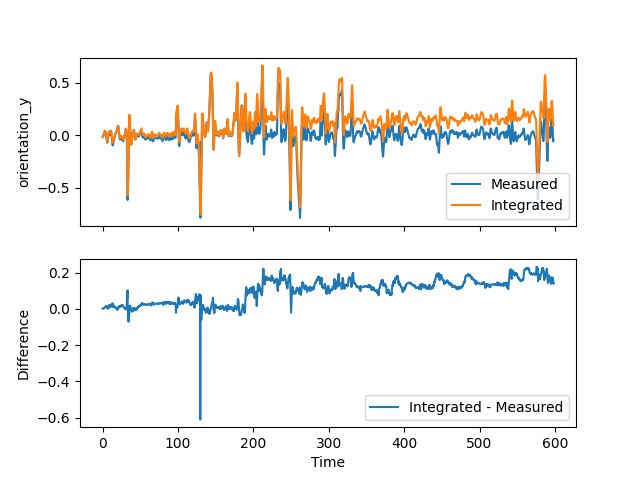 orientation_y
0.5
0.0
−0.5
Measured
Integrated
Difference
0.2
0.0
−0.2
−0.4
−0.6
Integrated - Measured
0 100 200 300 400 500 600
Time